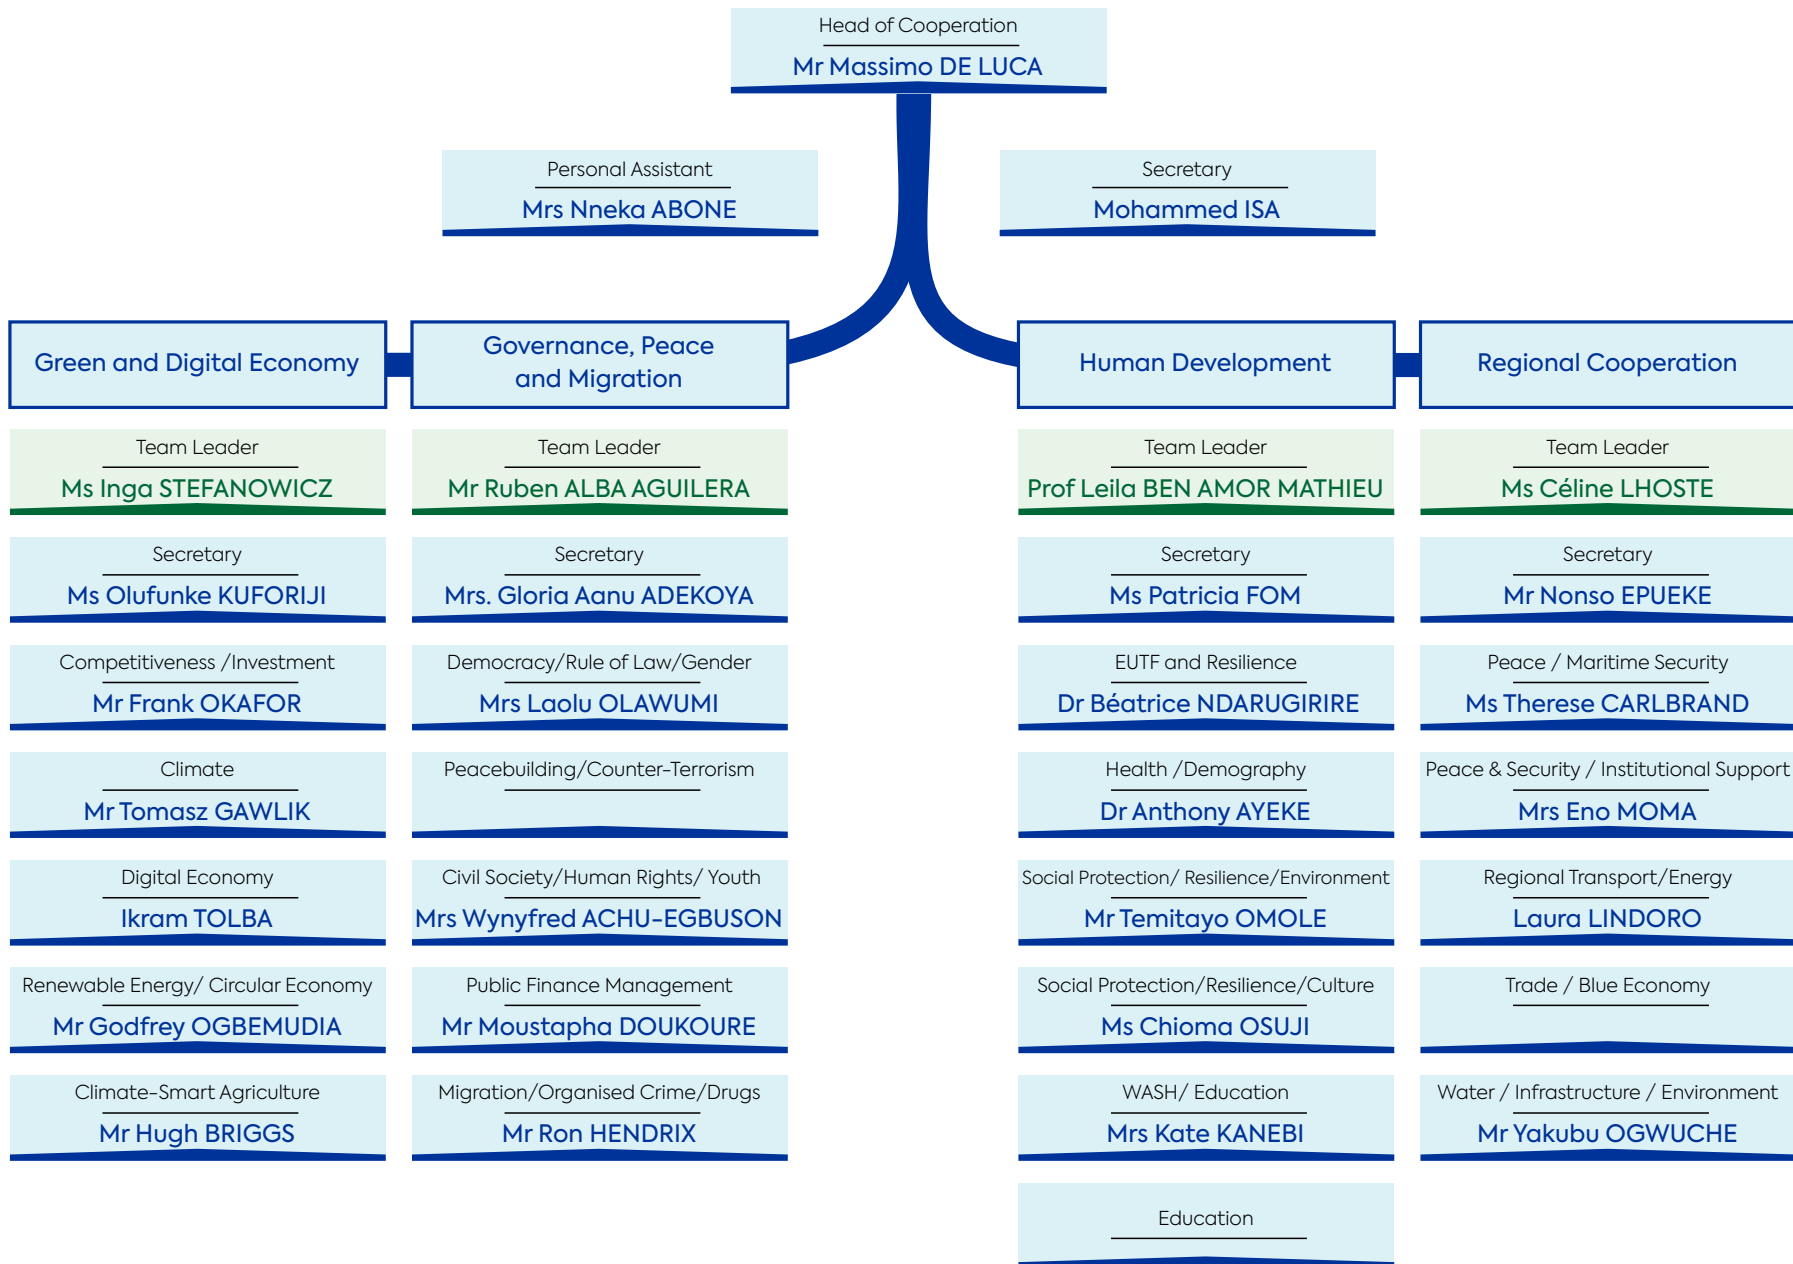 Head of Cooperation
Mr Massimo DE LUCA
Personal Assistant
Mrs Nneka ABONE
Secretary
Mohammed ISA
Green and Digital Economy
Team Leader
Ms Inga STEFANOWICZ
Secretary
Ms Olufunke KUFORIJI
Competitiveness /Investment
Mr Frank OKAFOR
Climate
Mr Tomasz GAWLIK
Digital Economy
Ikram TOLBA
Renewable Energy/ Circular Economy
Mr Godfrey OGBEMUDIA
Climate-Smart Agriculture
Mr Hugh BRIGGS
Governance, Peace
and Migration
Team Leader
Mr Ruben ALBA AGUILERA
Secretary
Mrs. Gloria Aanu ADEKOYA
Democracy/Rule of Law/Gender
Mrs Laolu OLAWUMI
Peacebuilding/Counter-Terrorism
Civil Society/Human Rights/ Youth
Mrs Wynyfred ACHU-EGBUSON
Public Finance Management
Mr Moustapha DOUKOURE
Migration/Organised Crime/Drugs
Mr Ron HENDRIX
Human Development
Team Leader
Prof Leila BEN AMOR MATHIEU
Secretary
Ms Patricia FOM
EUTF and Resilience
Dr Béatrice NDARUGIRIRE
Health /Demography
Dr Anthony AYEKE
Social Protection/ Resilience/Environment
Mr Temitayo OMOLE
Social Protection/Resilience/Culture
Ms Chioma OSUJI
WASH/ Education
Mrs Kate KANEBI
Education
Regional Cooperation
Team Leader
Ms Céline LHOSTE
Secretary
Mr Nonso EPUEKE
Peace / Maritime Security
Ms Therese CARLBRAND
Peace & Security / Institutional Support
Mrs Eno MOMA
Regional Transport/Energy
Laura LINDORO
Trade / Blue Economy
Water / Infrastructure / Environment
Mr Yakubu OGWUCHE